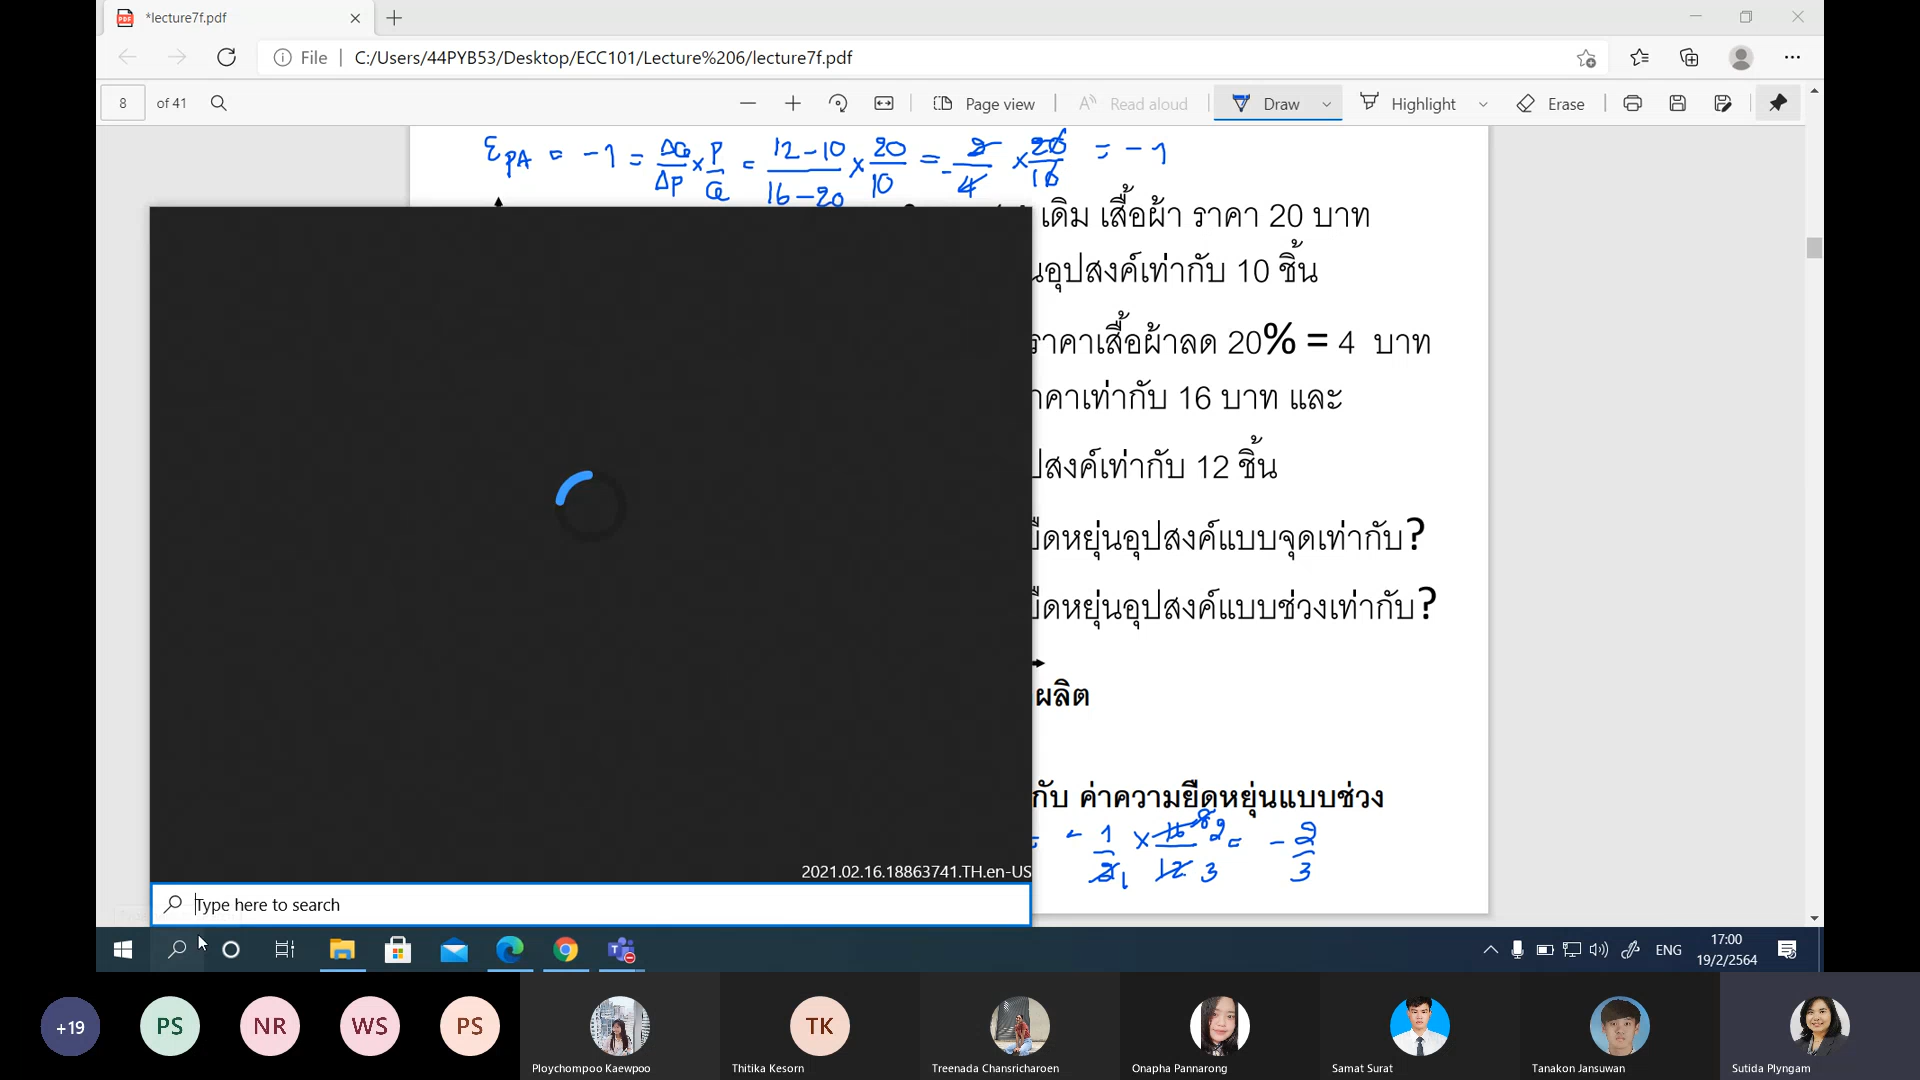 *lecture7f.pdf
File
C:/Users/44PYB53/Desktop/ECC101/Lecture%206/lecture7f.pdf
8 of 41
Page view
Read aloud
Draw
Highlight
Erase
εPA = -1 = ΔQ/ΔP × P/Q = 12-10/16-20 × 20/10 = -2/4 × 20/10 = -1
เดิม เสื้อผ้า ราคา 20 บาท
อุปสงค์เท่ากับ 10 ชิ้น
ราคาเสื้อผ้าลด 20% = 4 บาท
เท่ากับ 16 บาท และ
สงค์เท่ากับ 12 ชิ้น
ยืดหยุ่นอุปสงค์แบบจุดเท่ากับ?
ยืดหยุ่นอุปสงค์แบบช่วงเท่ากับ?
ผลิต
กับ ค่าความยืดหยุ่นแบบช่วง
= - 1/2 1 × 16 8 2/12 3 = - 2/3
2021.02.16.18863741.TH.en-US
Type here to search
ENG
17:00
19/2/2564
+19
PS
NR
WS
PS
TK
Ploychompoo Kaewpoo
Thitika Kesorn
Treenada Chansricharoen
Onapha Pannarong
Samat Surat
Tanakon Jansuwan
Sutida Plyngam